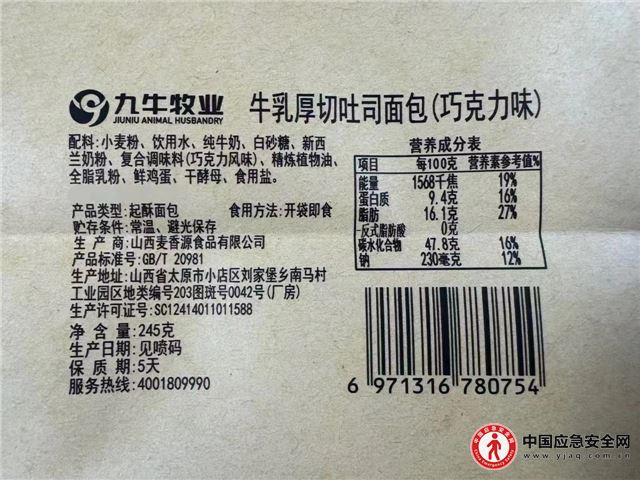 九牛牧业
JIUNIU ANIMAL HUSBANDRY
牛乳厚切吐司面包(巧克力味)
配料:小麦粉、饮用水、纯牛奶、白砂糖、新西
兰奶粉、复合调味料(巧克力风味)、精炼植物油、
全脂乳粉、鲜鸡蛋、干酵母、食用盐。
产品类型:起酥面包 食用方法:开袋即食
贮存条件:常温、避光保存
生产商:山西麦香源食品有限公司
产品标准号:GB/T 20981
生产地址:山西省太原市小店区刘家堡乡南马村
工业园区地类编号203图斑号0042号(厂房)
生产许可证号:SC12414011011588
净含量:245克
生产日期:见喷码
保质期:5天
服务热线:4001809990
营养成分表
项目 每100克 营养素参考值%
能量 1568千焦 19%
蛋白质 9.4克 16%
脂肪 16.1克 27%
-反式脂肪酸 0克
碳水化合物 47.8克 16%
钠 230毫克 12%
6 971316 780754
中国应急安全网
www.yjaq.com.cn